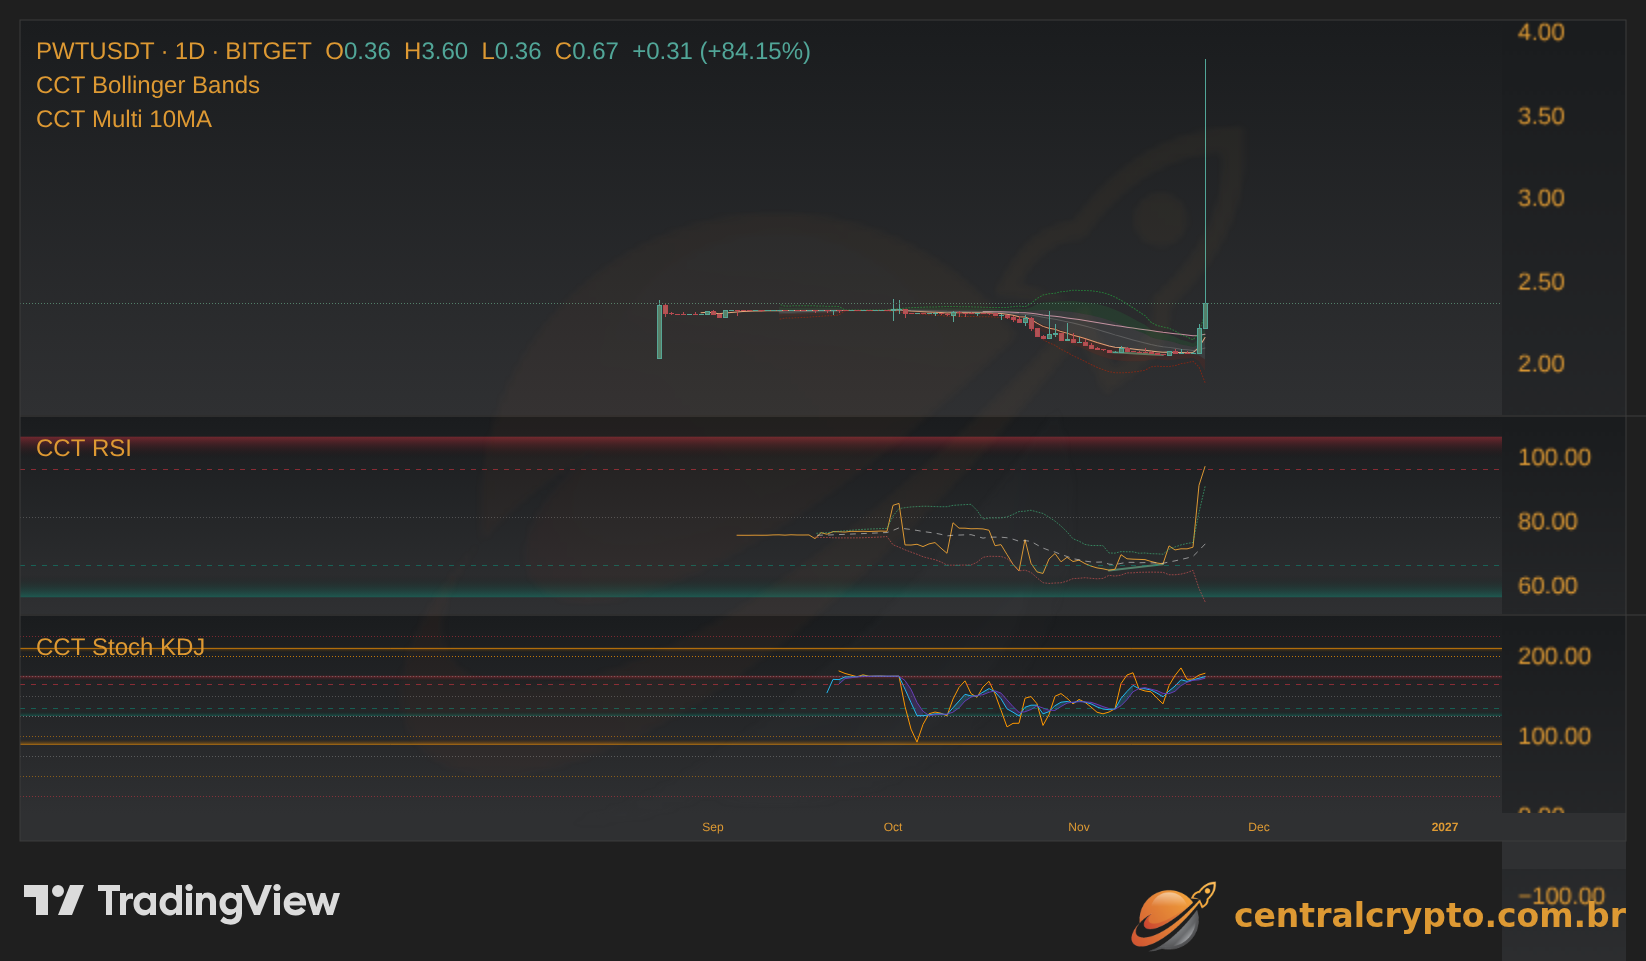 PWTUSDT · 1D · BITGET O0.36 H3.60 L0.36 C0.67 +0.31 (+84.15%)
CCT Bollinger Bands
CCT Multi 10MA
4.00
3.50
3.00
2.50
2.00
CCT RSI
100.00
80.00
60.00
CCT Stoch KDJ
200.00
100.00
0.00
Sep Oct Nov Dec 2027
−100.00
TradingView
centralcrypto.com.br